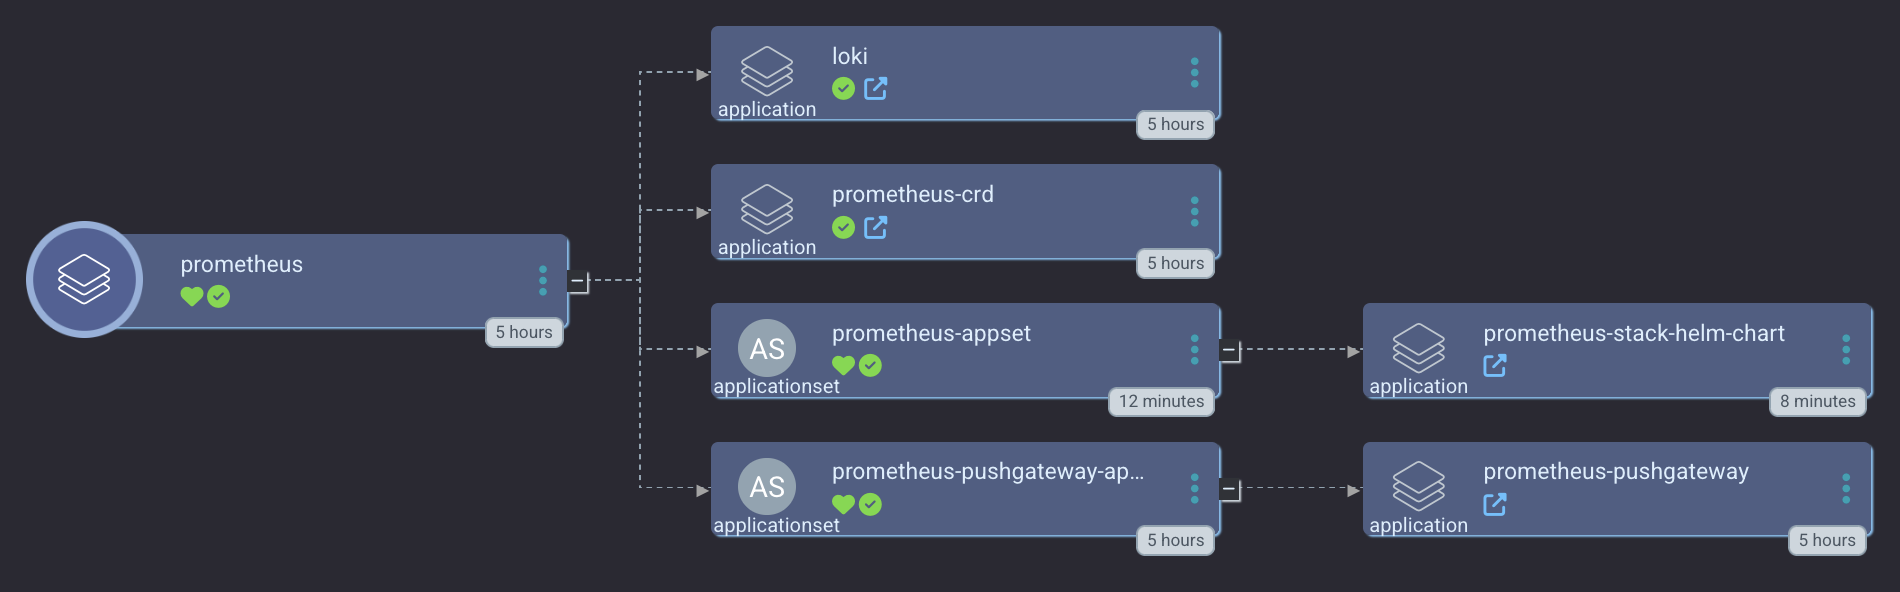 prometheus
5 hours
loki
application
5 hours
prometheus-crd
application
5 hours
AS
prometheus-appset
applicationset
12 minutes
prometheus-stack-helm-chart
application
8 minutes
AS
prometheus-pushgateway-ap...
applicationset
5 hours
prometheus-pushgateway
application
5 hours